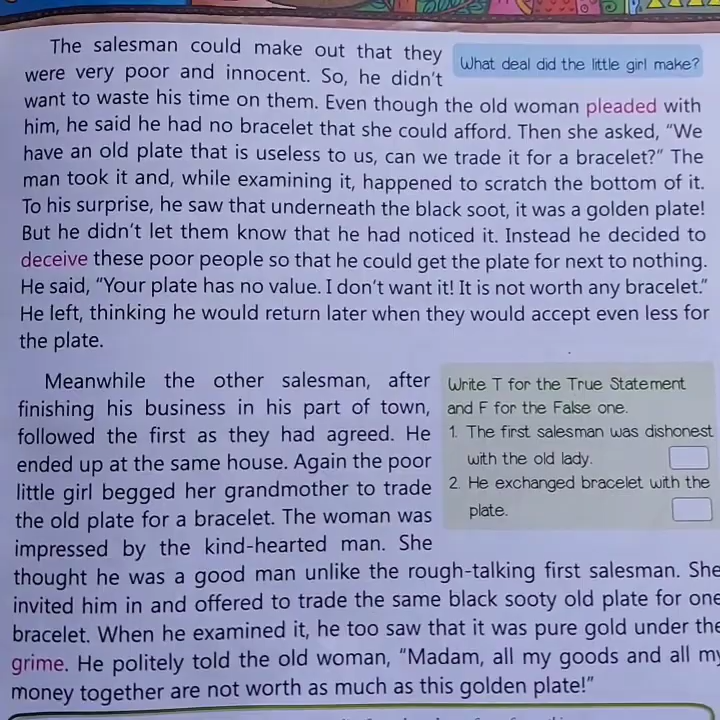 The salesman could make out that they
What deal did the little girl make?
were very poor and innocent. So, he didn't
want to waste his time on them. Even though the old woman pleaded with
him, he said he had no bracelet that she could afford. Then she asked, "We
have an old plate that is useless to us, can we trade it for a bracelet?" The
man took it and, while examining it, happened to scratch the bottom of it.
To his surprise, he saw that underneath the black soot, it was a golden plate!
But he didn't let them know that he had noticed it. Instead he decided to
deceive these poor people so that he could get the plate for next to nothing.
He said, "Your plate has no value. I don't want it! It is not worth any bracelet."
He left, thinking he would return later when they would accept even less for
the plate.
Meanwhile the other salesman, after
finishing his business in his part of town,
followed the first as they had agreed. He
ended up at the same house. Again the poor
little girl begged her grandmother to trade
the old plate for a bracelet. The woman was
impressed by the kind-hearted man. She
Write T for the True Statement
and F for the False one.
1. The first salesman was dishonest
with the old lady.
2. He exchanged bracelet with the
plate.
thought he was a good man unlike the rough-talking first salesman. She
invited him in and offered to trade the same black sooty old plate for one
bracelet. When he examined it, he too saw that it was pure gold under the
grime. He politely told the old woman, "Madam, all my goods and all my
money together are not worth as much as this golden plate!"